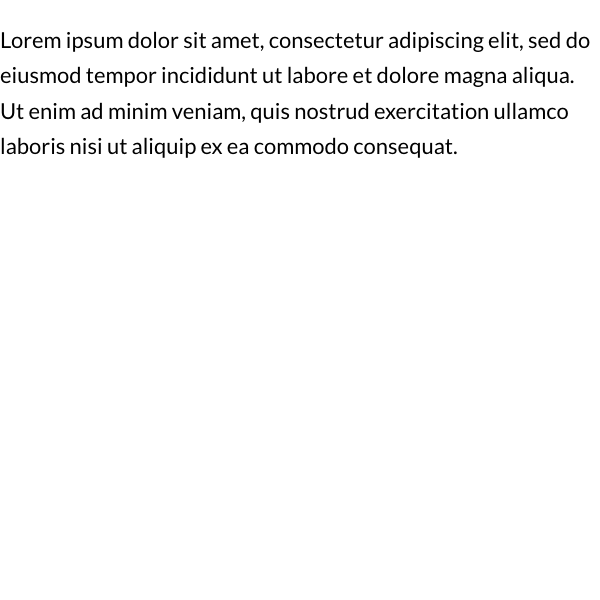 Lorem ipsum dolor sit amet, consectetur adipiscing elit, sed do
eiusmod tempor incididunt ut labore et dolore magna aliqua.
Ut enim ad minim veniam, quis nostrud exercitation ullamco
laboris nisi ut aliquip ex ea commodo consequat.